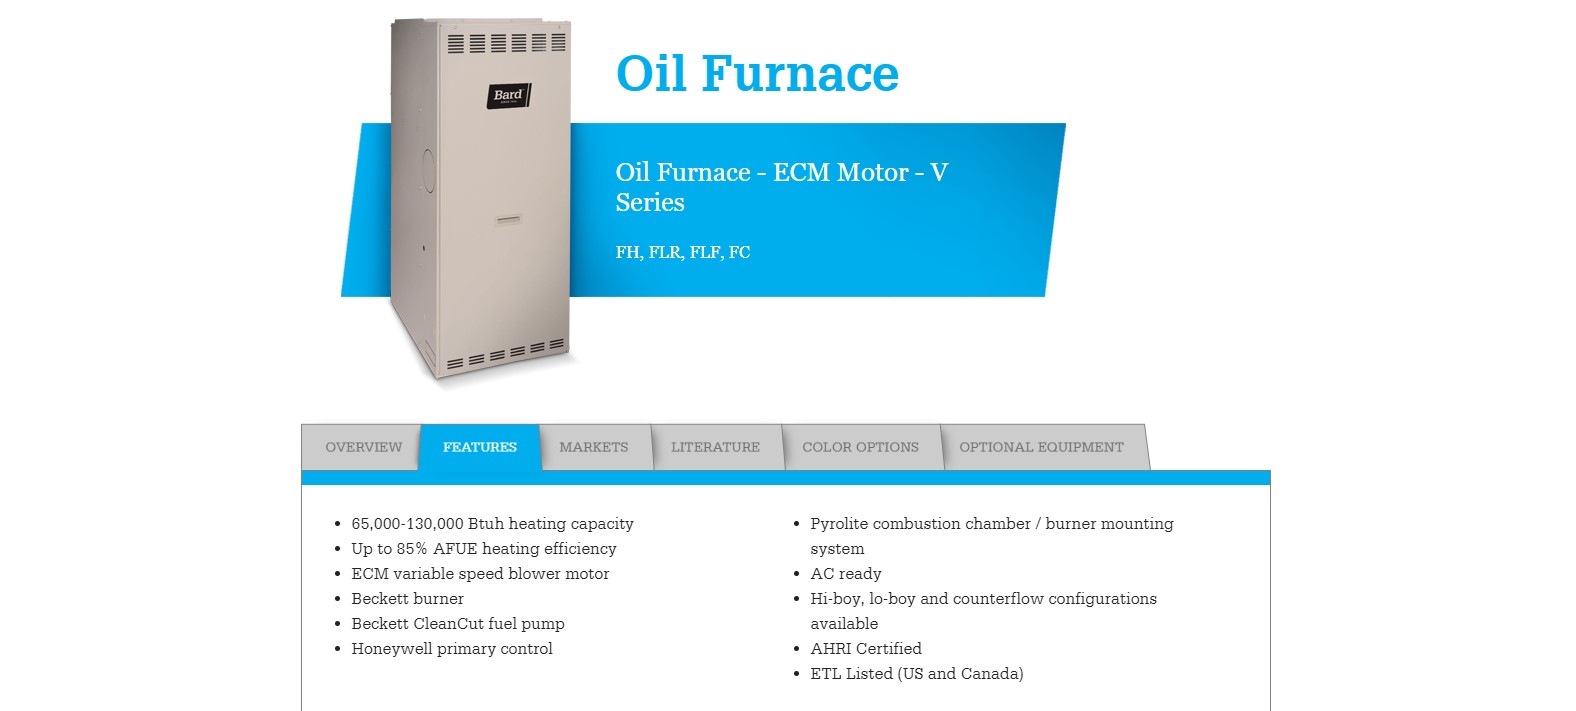 Bard
Oil Furnace
Oil Furnace - ECM Motor - V
Series
FH, FLR, FLF, FC
OVERVIEW
FEATURES
MARKETS
LITERATURE
COLOR OPTIONS
OPTIONAL EQUIPMENT
65,000-130,000 Btuh heating capacity
Up to 85% AFUE heating efficiency
ECM variable speed blower motor
Beckett burner
Beckett CleanCut fuel pump
Honeywell primary control
Pyrolite combustion chamber / burner mounting
system
AC ready
Hi-boy, lo-boy and counterflow configurations
available
AHRI Certified
ETL Listed (US and Canada)